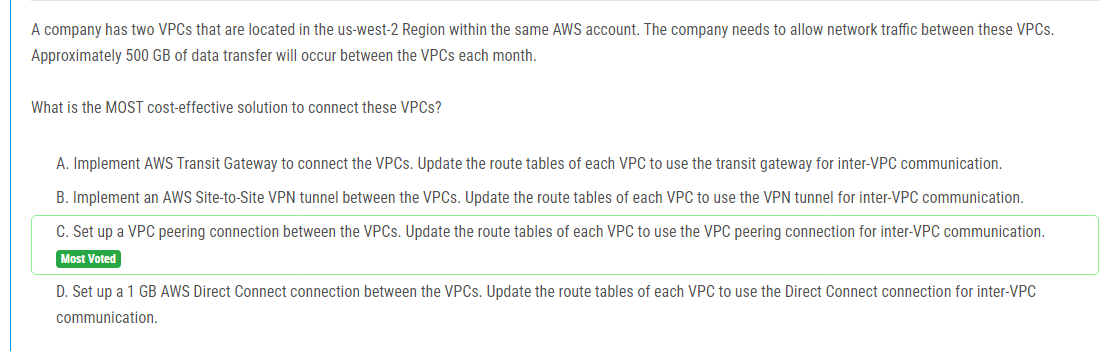 A company has two VPCs that are located in the us-west-2 Region within the same AWS account. The company needs to allow network traffic between these VPCs.
Approximately 500 GB of data transfer will occur between the VPCs each month.
What is the MOST cost-effective solution to connect these VPCs?
A. Implement AWS Transit Gateway to connect the VPCs. Update the route tables of each VPC to use the transit gateway for inter-VPC communication.
B. Implement an AWS Site-to-Site VPN tunnel between the VPCs. Update the route tables of each VPC to use the VPN tunnel for inter-VPC communication.
C. Set up a VPC peering connection between the VPCs. Update the route tables of each VPC to use the VPC peering connection for inter-VPC communication.
Most Voted
D. Set up a 1 GB AWS Direct Connect connection between the VPCs. Update the route tables of each VPC to use the Direct Connect connection for inter-VPC
communication.